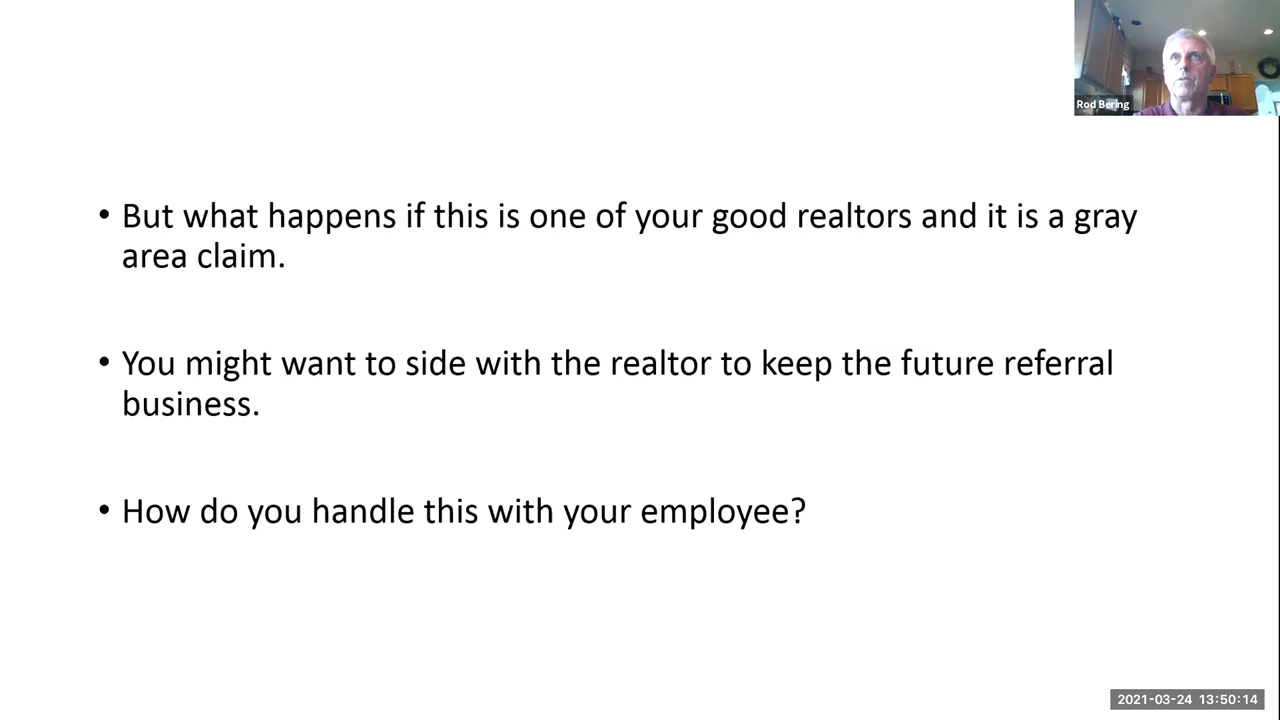 Rod Bering
• But what happens if this is one of your good realtors and it is a gray
area claim.
• You might want to side with the realtor to keep the future referral
business.
• How do you handle this with your employee?
2021-03-24 13:50:14